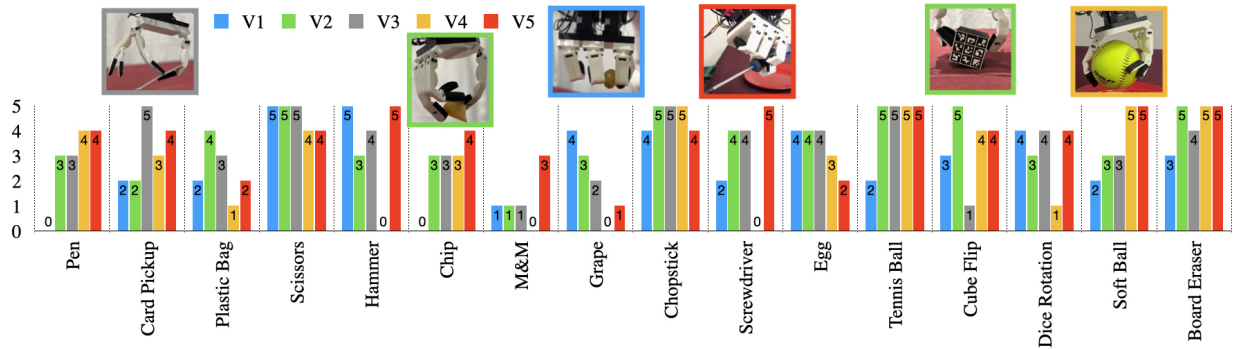 V1 V2 V3 V4 V5
5
4
3
2
1
0
0 3 3 4 4
2 2 5 3 4
2 4 3 1 2
5 5 5 4 4
5 3 4 0 5
0 3 3 3 4
1 1 1 0 3
4 3 2 0 1
4 5 5 5 4
2 4 4 0 5
4 4 4 3 2
2 5 5 5 5
3 5 1 4 4
4 3 4 1 4
2 3 3 5 5
3 5 4 5 5
Pen
Card Pickup
Plastic Bag
Scissors
Hammer
Chip
M&M
Grape
Chopstick
Screwdriver
Egg
Tennis Ball
Cube Flip
Dice Rotation
Soft Ball
Board Eraser